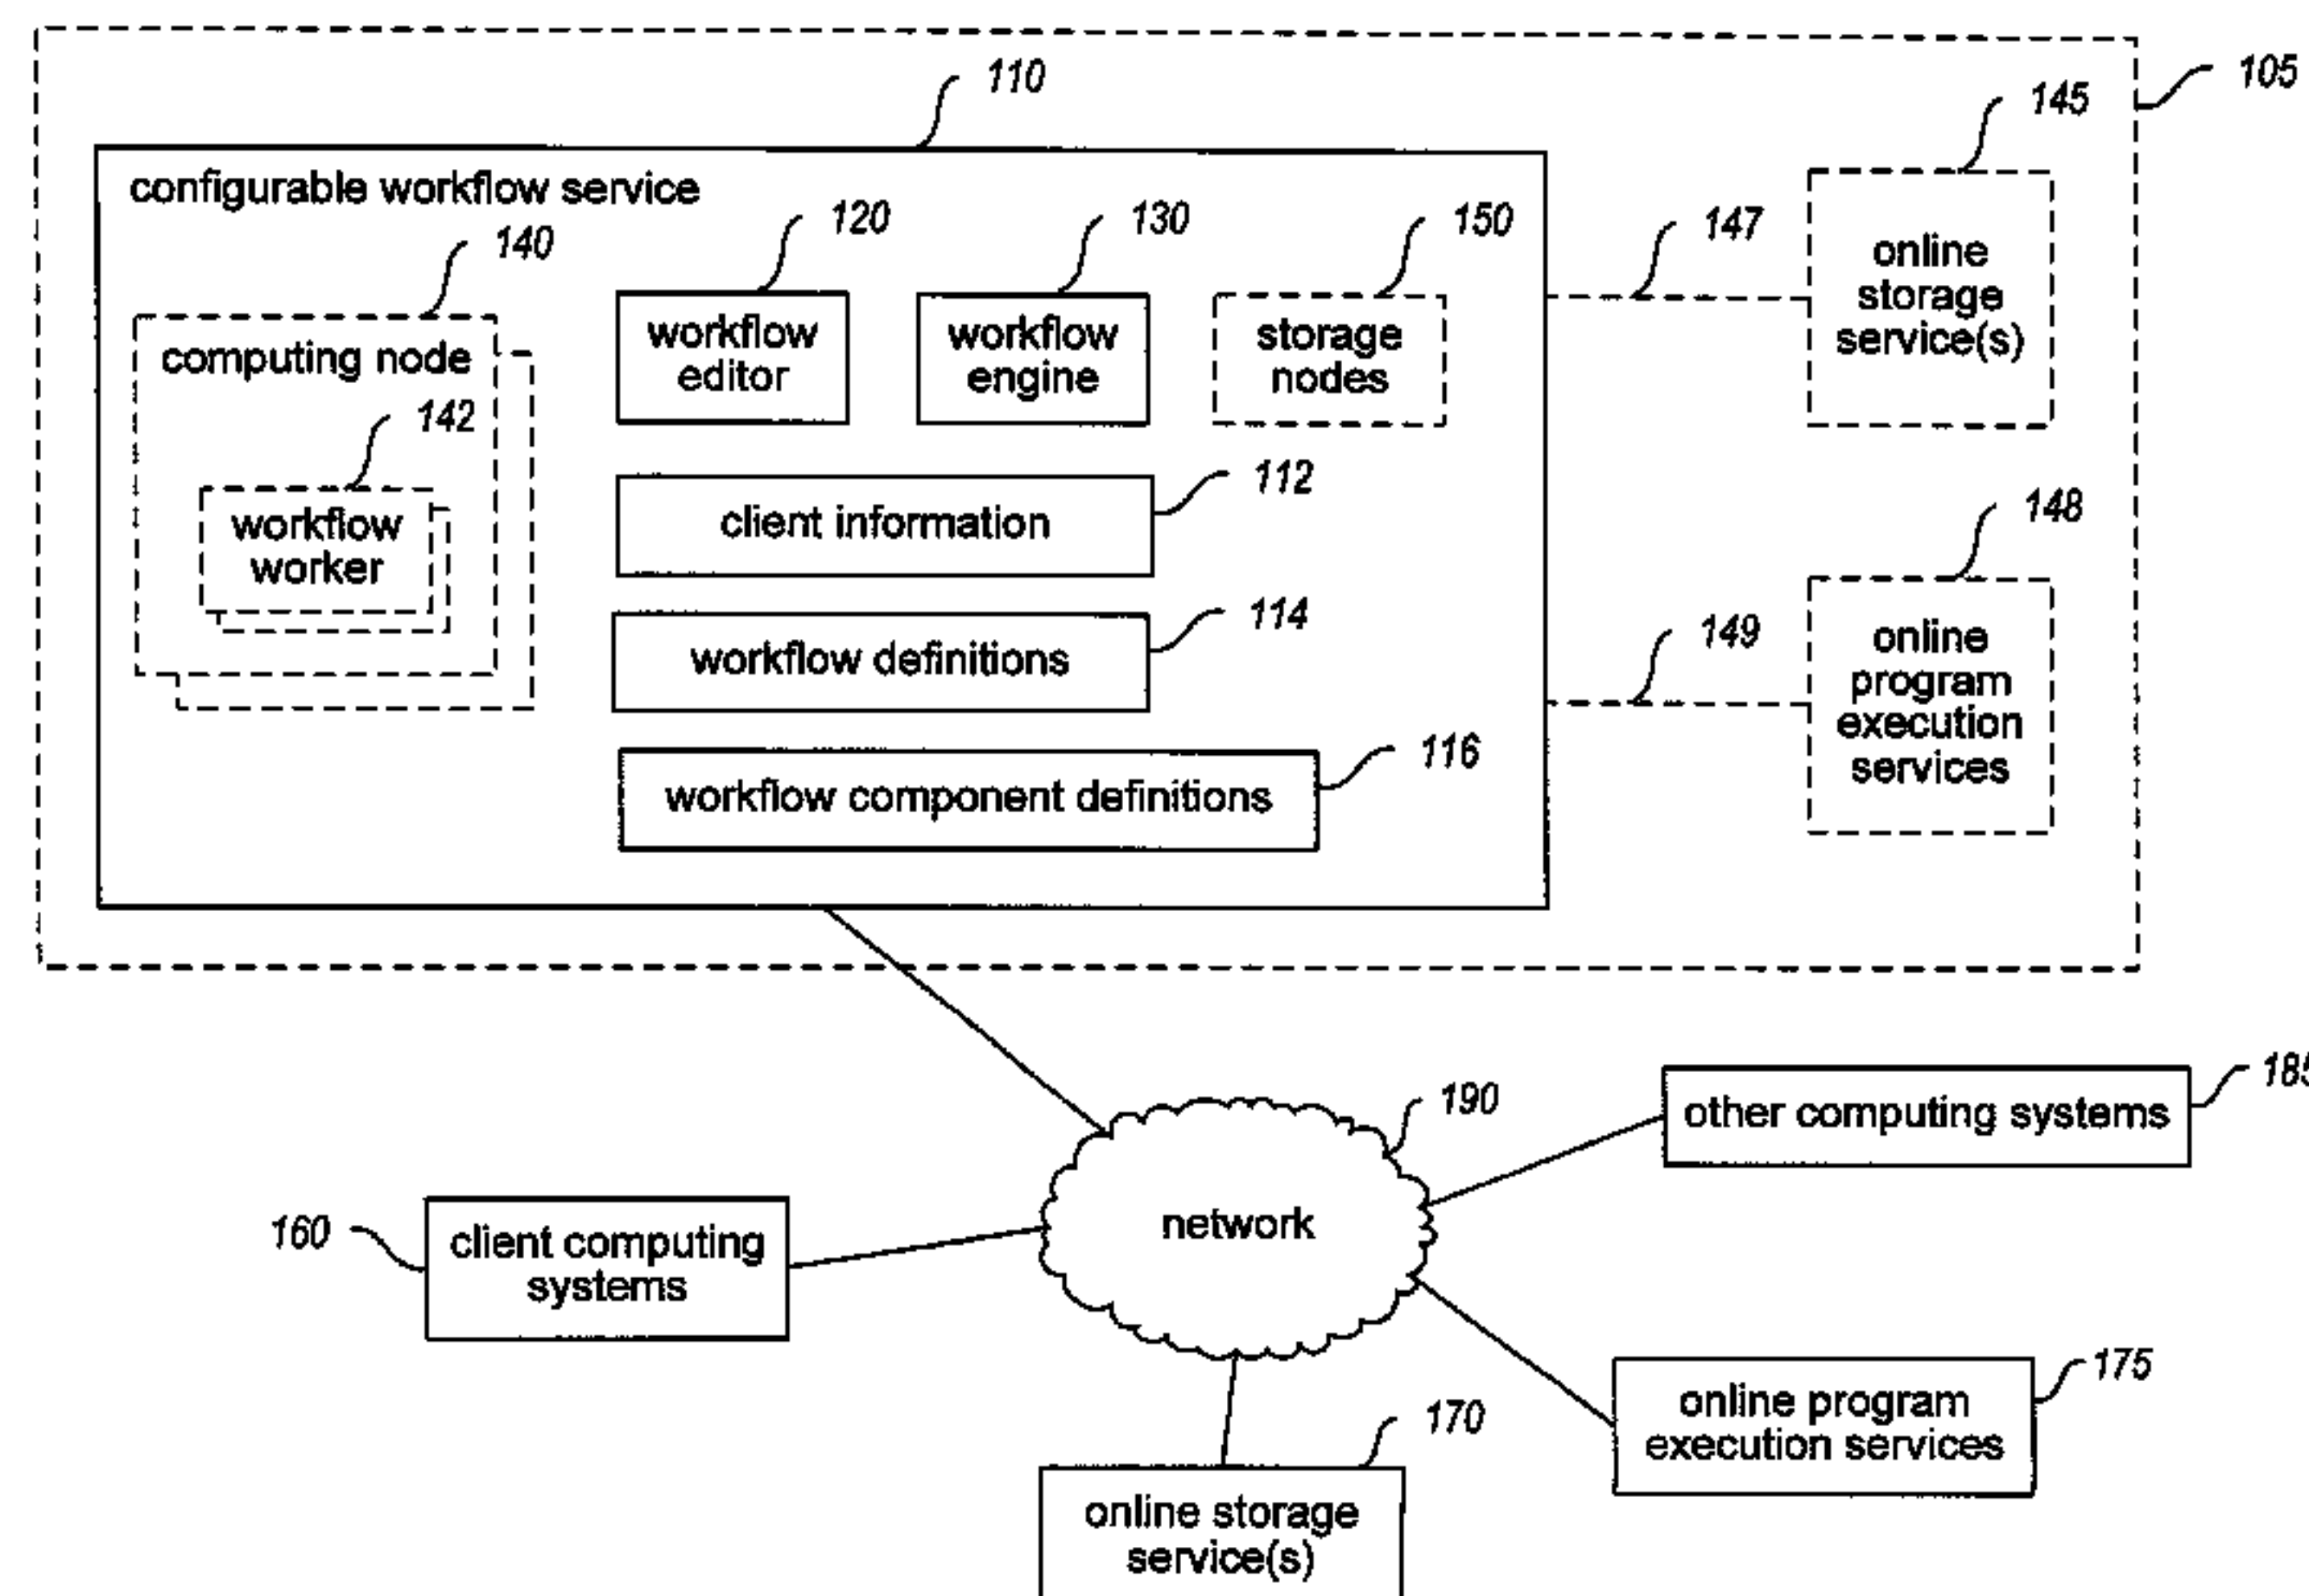 110
105
145
configurable workflow service
120
130
150
147
140
online
storage
service(s)
workflow
editor
workflow
engine
storage
nodes
computing node
142
112
client information
148
workflow
worker
114
149
workflow definitions
online
program
execution
services
116
workflow component definitions
190
185
other computing systems
160
client computing
systems
network
175
online program
execution services
170
online storage
service(s)